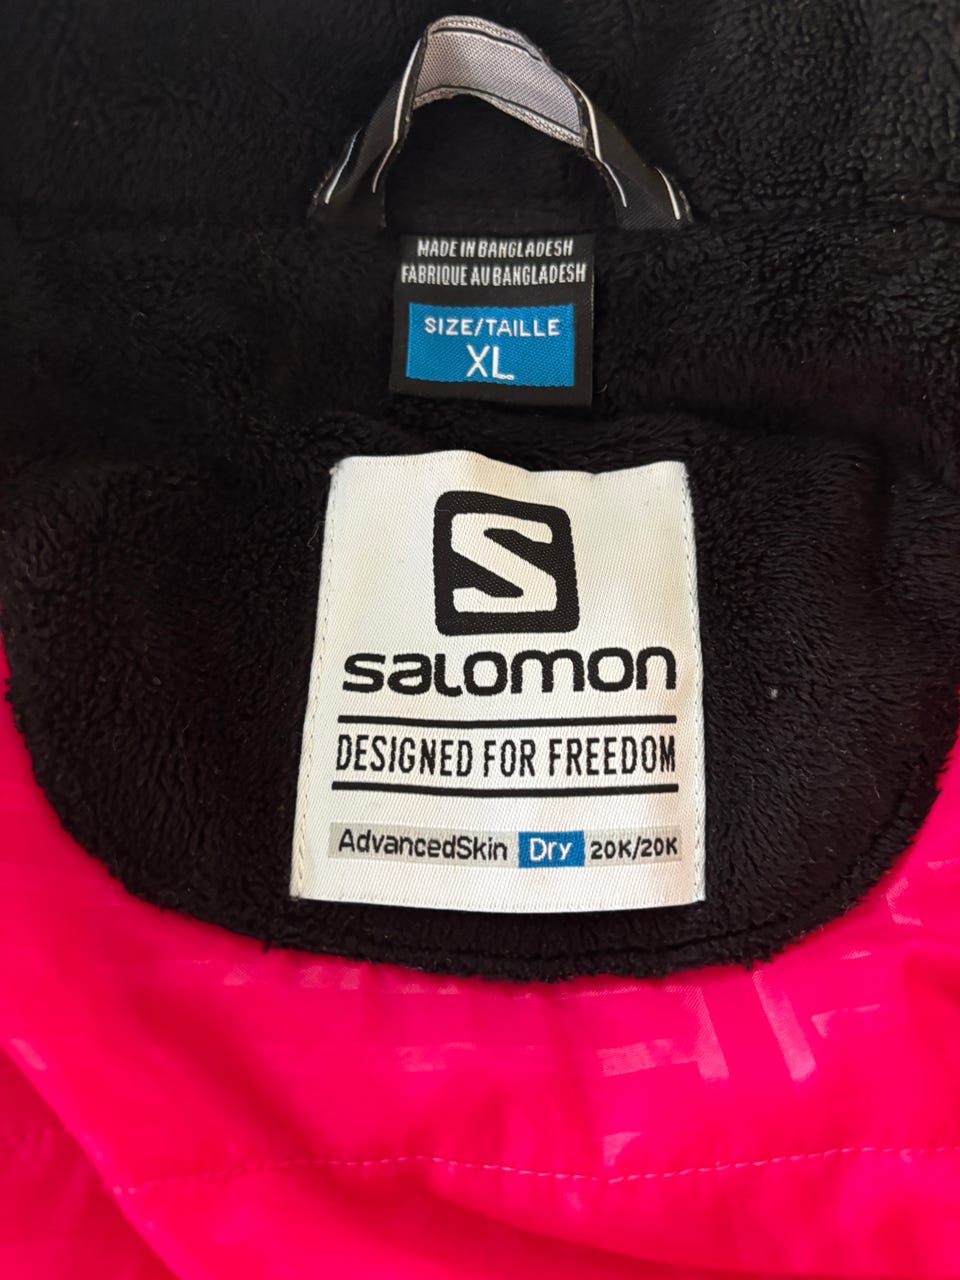 MADE IN BANGLADESH
FABRIQUE AU BANGLADESH
SIZE/TAILLE
XL
S
salomon
DESIGNED FOR FREEDOM
AdvancedSkin Dry 20K/20K